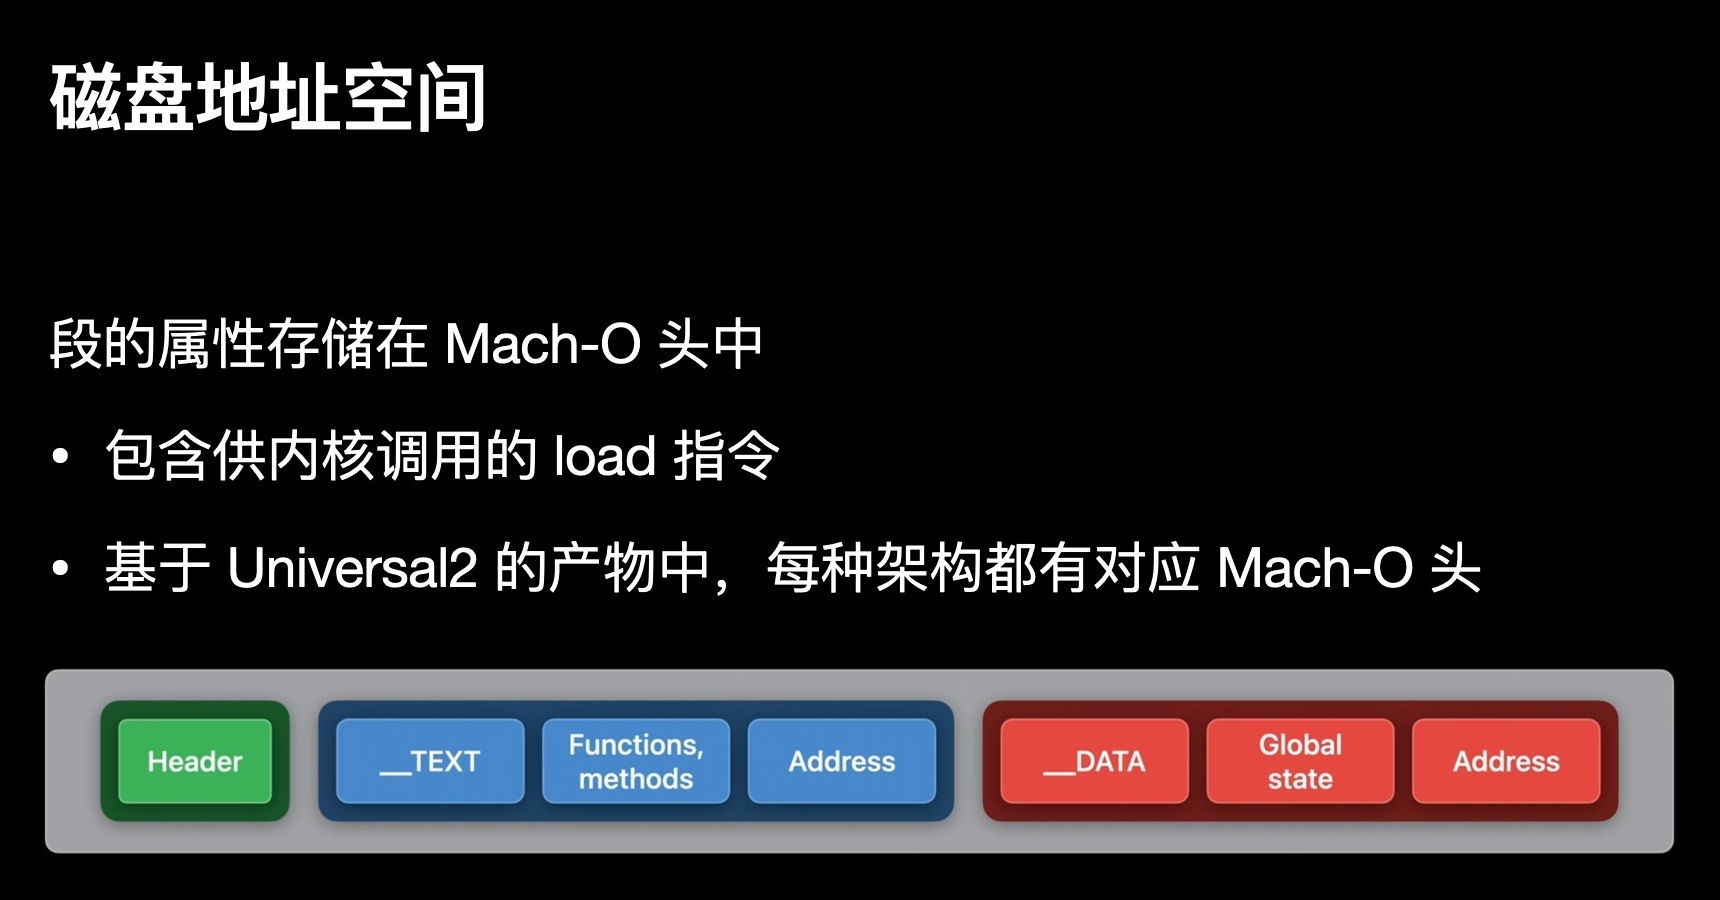 磁盘地址空间
段的属性存储在 Mach-O 头中
• 包含供内核调用的 load 指令
• 基于 Universal2 的产物中，每种架构都有对应 Mach-O 头
Header
__TEXT
Functions,
methods
Address
__DATA
Global
state
Address